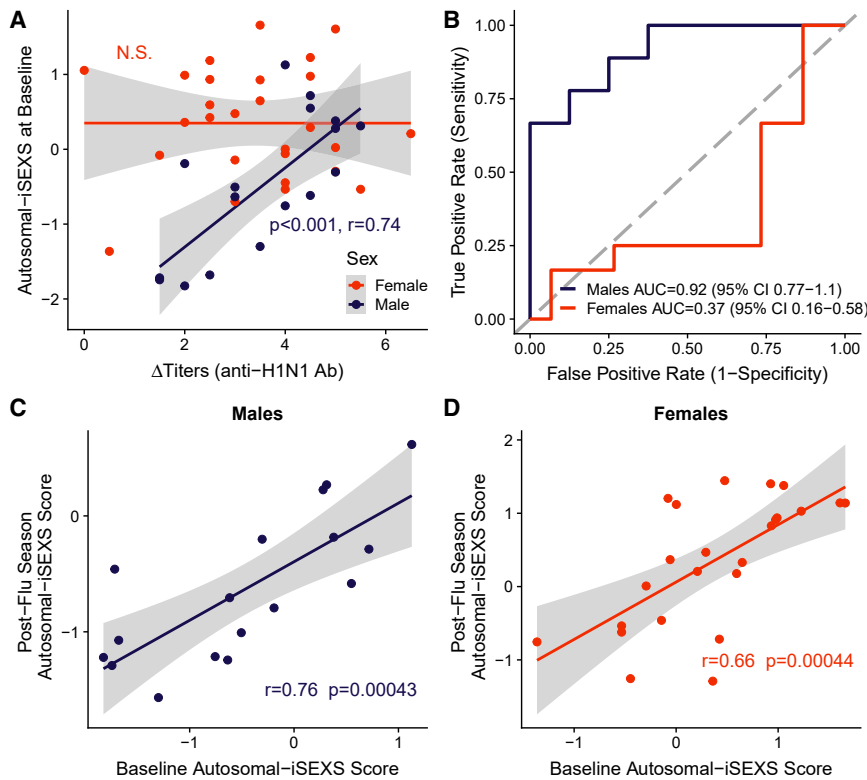 A
Autosomal−iSEXS at Baseline
1
0
−1
−2
N.S.
p<0.001, r=0.74
Sex
Female
Male
0
2
4
6
ΔTiters (anti−H1N1 Ab)
B
True Positive Rate (Sensitivity)
1.00
0.75
0.50
0.25
0.00
Males AUC=0.92 (95% CI 0.77−1.1)
Females AUC=0.37 (95% CI 0.16−0.58)
0.00
0.25
0.50
0.75
1.00
False Positive Rate (1−Specificity)
C
Males
Post−Flu Season
Autosomal−iSEXS Score
0
−1
r=0.76 p=0.00043
−1
0
1
Baseline Autosomal−iSEXS Score
D
Females
Post−Flu Season
Autosomal−iSEXS Score
2
1
0
−1
r=0.66 p=0.00044
−1
0
1
Baseline Autosomal−iSEXS Score